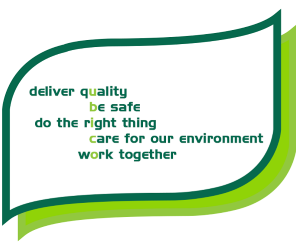 deliver quality
be safe
do the right thing
care for our environment
work together